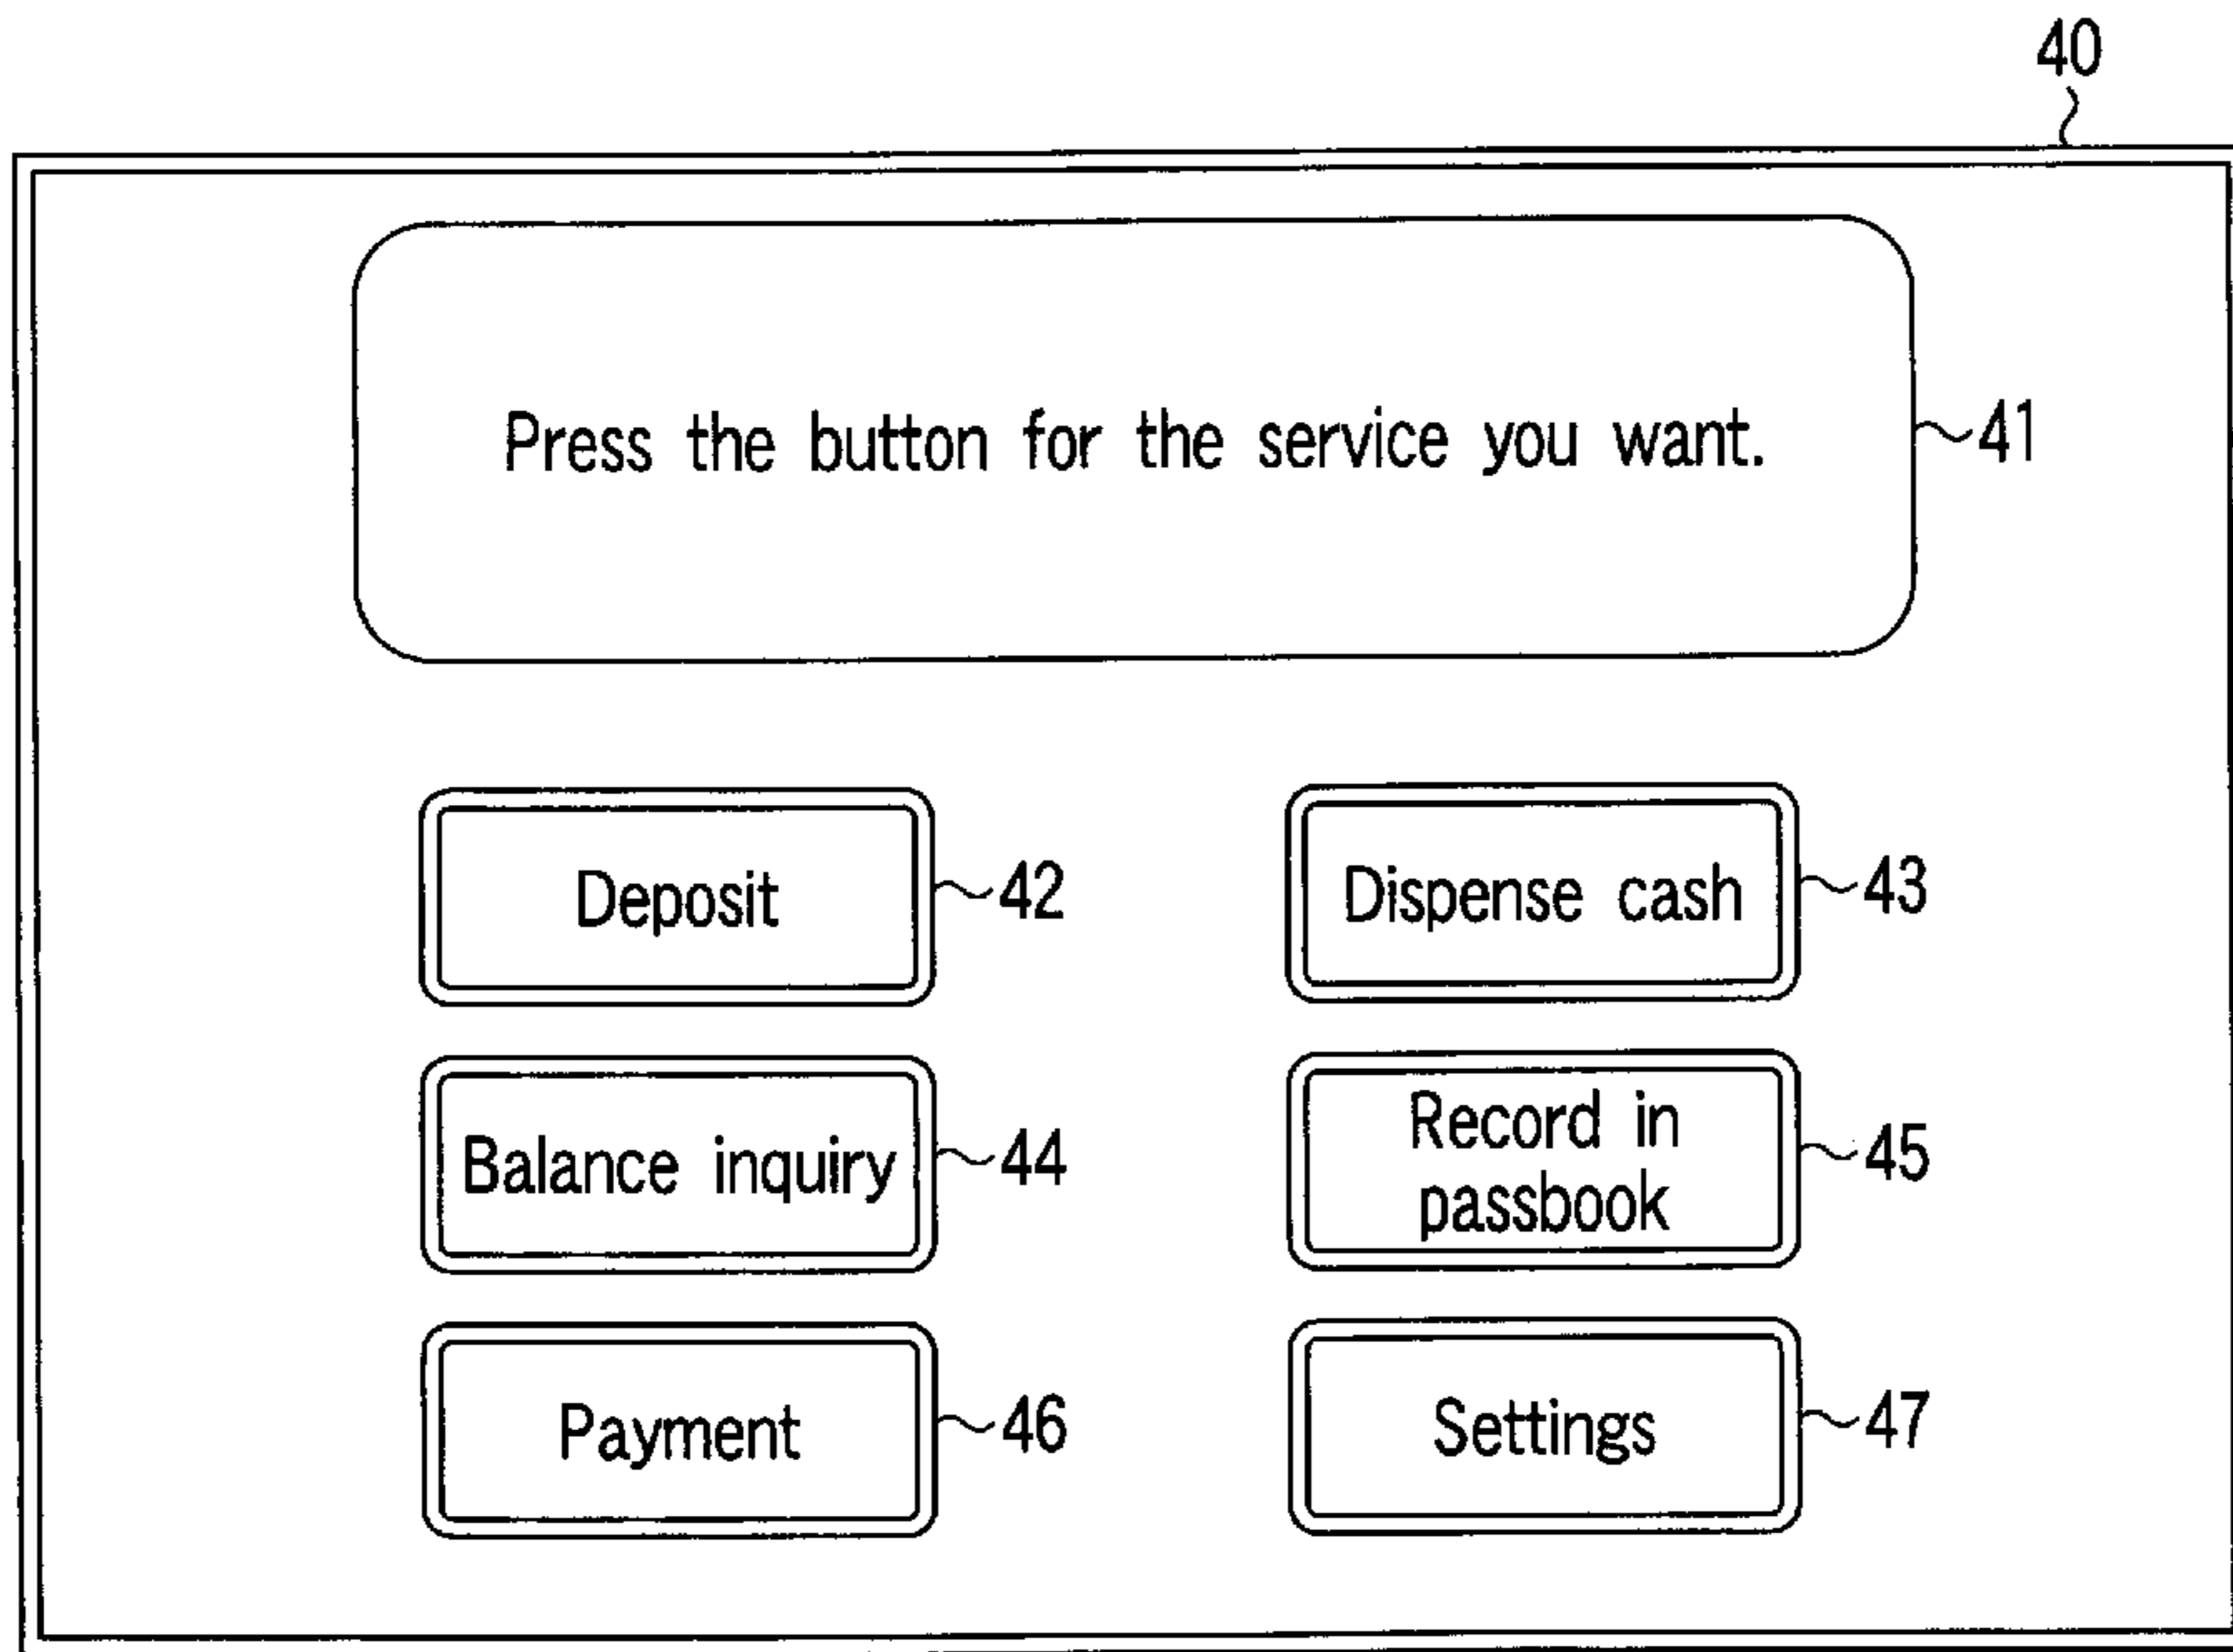 40
Press the button for the service you want.
41
Deposit
42
Dispense cash
43
Balance inquiry
44
Record in
passbook
45
Payment
46
Settings
47